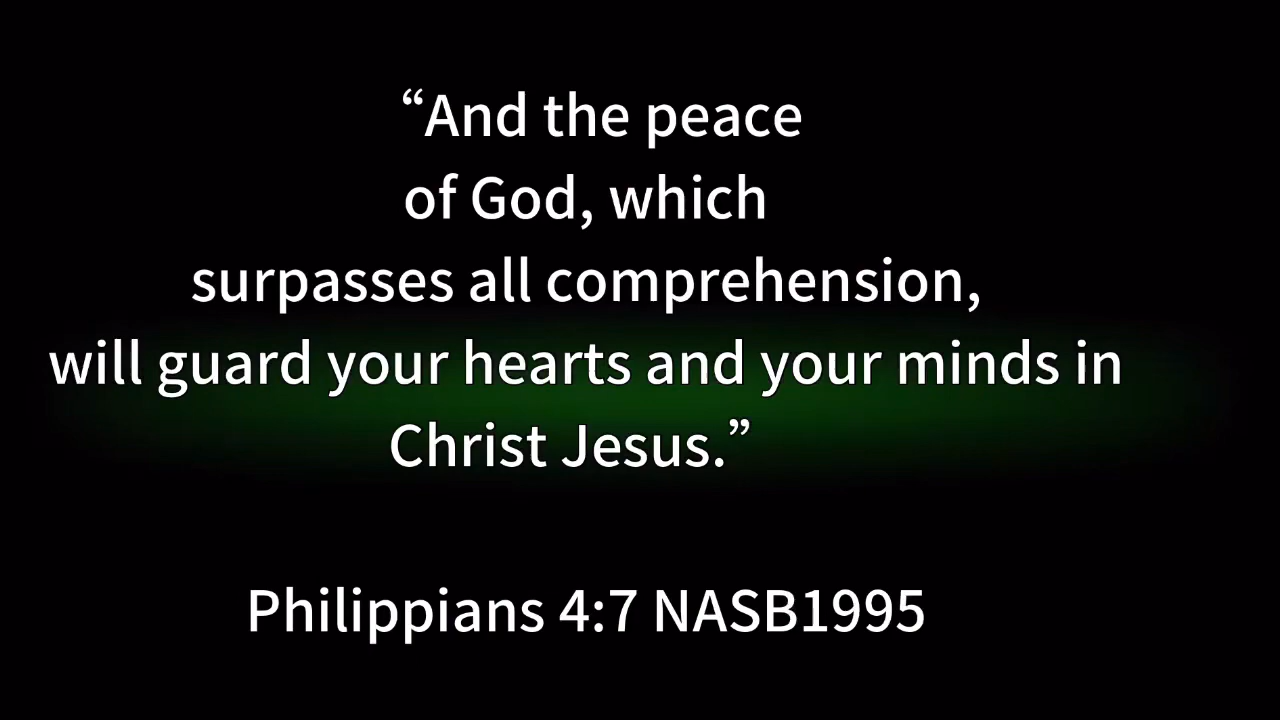 “And the peace
of God, which
surpasses all comprehension,
will guard your hearts and your minds in
Christ Jesus.”
Philippians 4:7 NASB1995